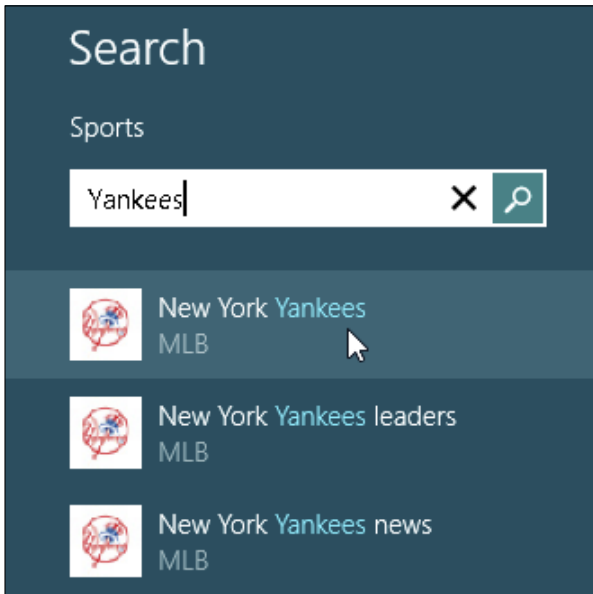 Search
Sports
Yankees
New York Yankees
MLB
New York Yankees leaders
MLB
New York Yankees news
MLB